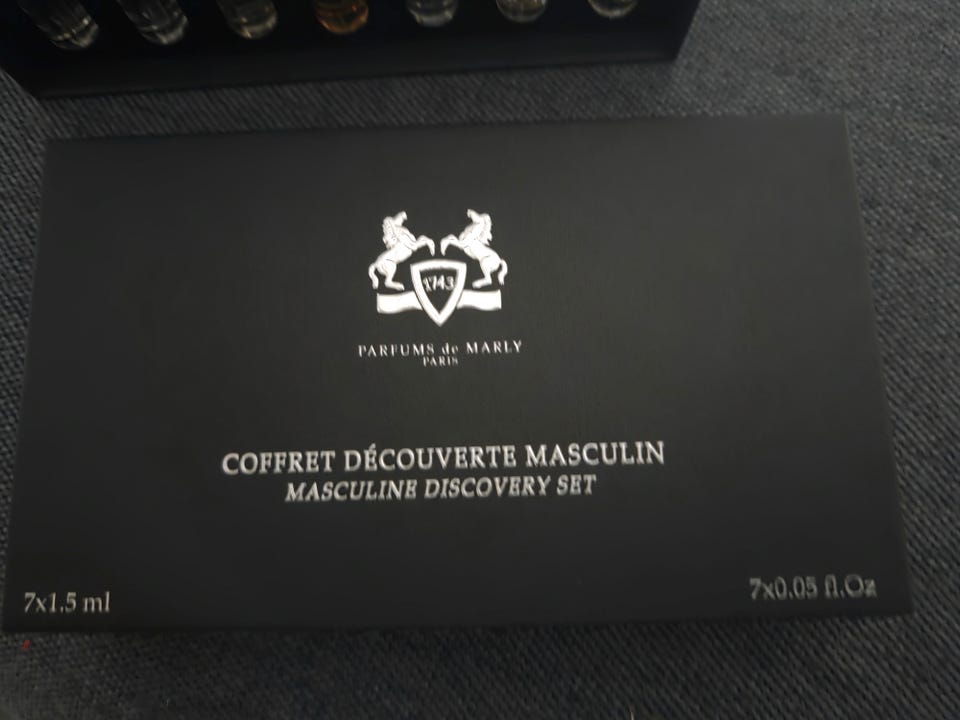 1743
PARFUMS de MARLY
PARIS
COFFRET DÉCOUVERTE MASCULIN
MASCULINE DISCOVERY SET
7x1.5 ml
7x0.05 fl.Oz